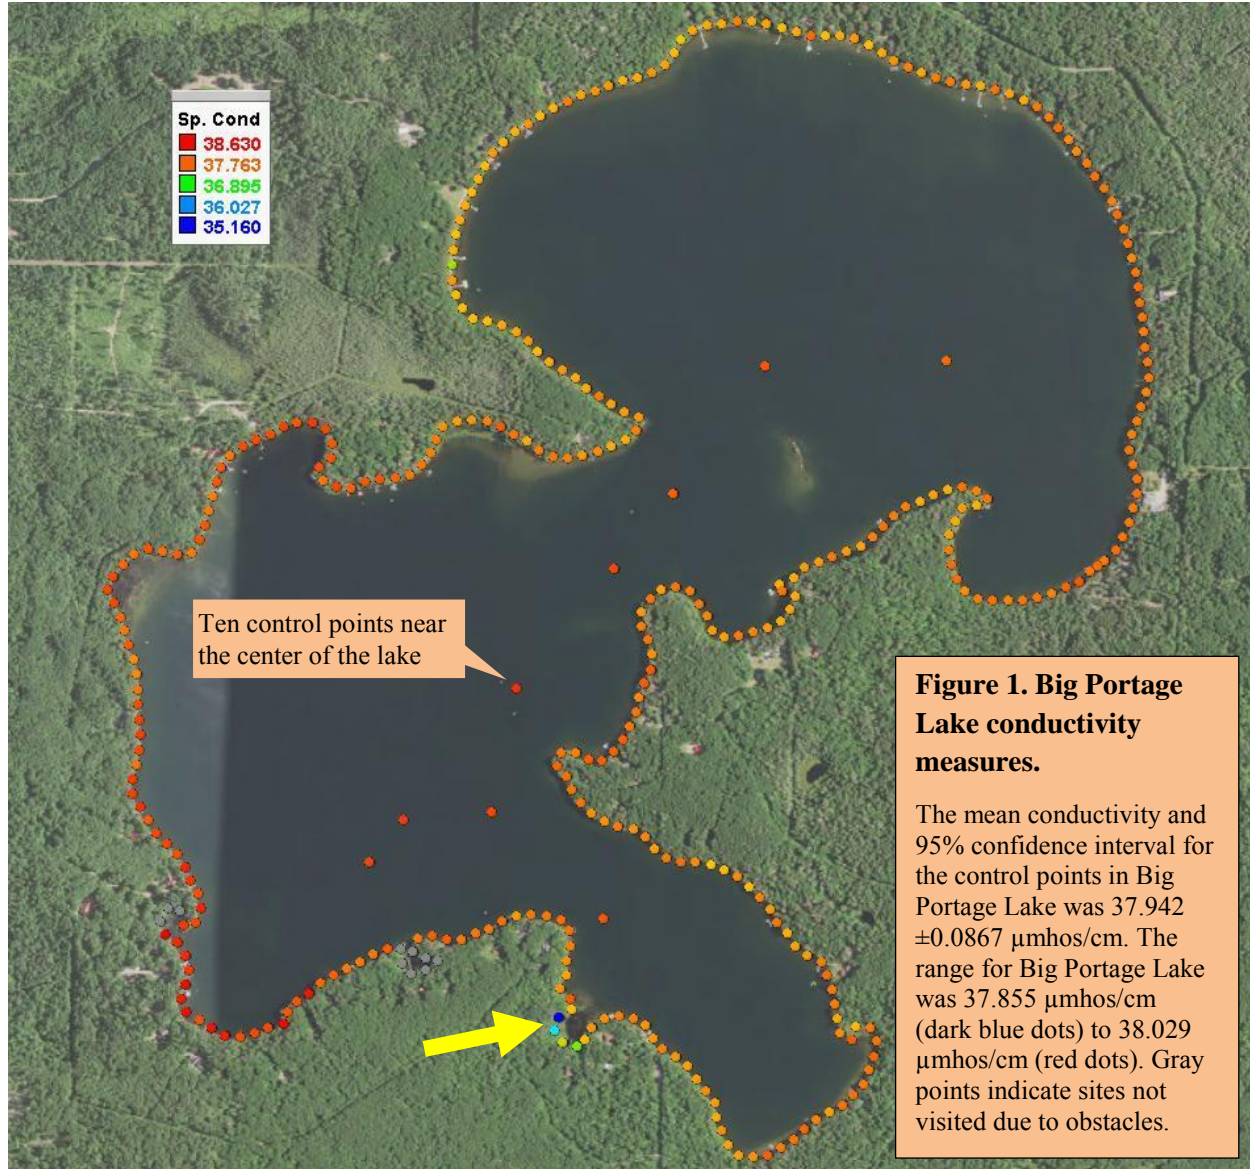 Sp. Cond
38.630
37.763
36.895
36.027
35.160
Ten control points near
the center of the lake
Figure 1. Big Portage
Lake conductivity
measures.
The mean conductivity and
95% confidence interval for
the control points in Big
Portage Lake was 37.942
±0.0867 µmhos/cm. The
range for Big Portage Lake
was 37.855 µmhos/cm
(dark blue dots) to 38.029
µmhos/cm (red dots). Gray
points indicate sites not
visited due to obstacles.